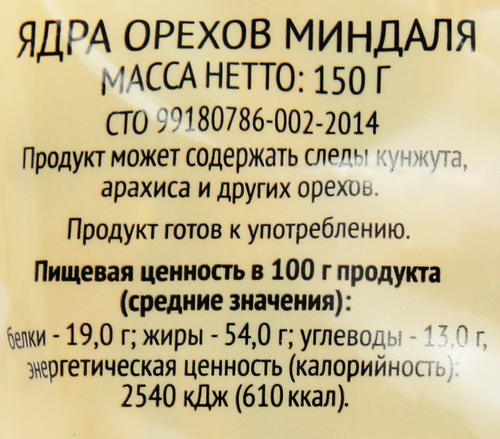 ЯДРА ОРЕХОВ МИНДАЛЯ
МАССА НЕТТО: 150 Г
СТО 99180786-002-2014
Продукт может содержать следы кунжута,
арахиса и других орехов.
Продукт готов к употреблению.
Пищевая ценность в 100 г продукта
(средние значения):
белки - 19,0 г; жиры - 54,0 г; углеводы - 13,0 г,
энергетическая ценность (калорийность):
2540 кДж (610 ккал).